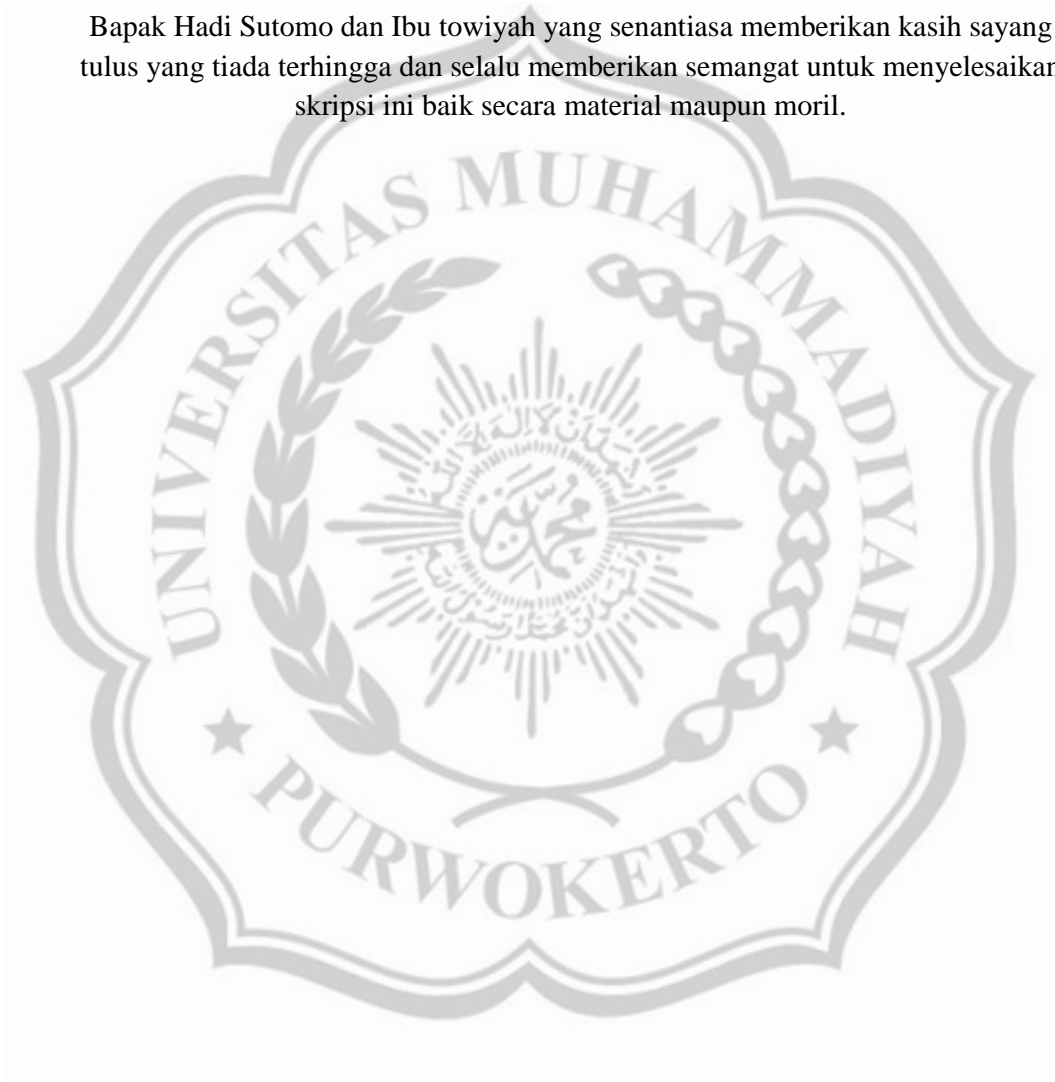 Bapak Hadi Sutomo dan Ibu towiyah yang senantiasa memberikan kasih sayang
tulus yang tiada terhingga dan selalu memberikan semangat untuk menyelesaikan
skripsi ini baik secara material maupun moril.
UNIVERSITAS MUHAMMADIYAH
PURWOKERTO